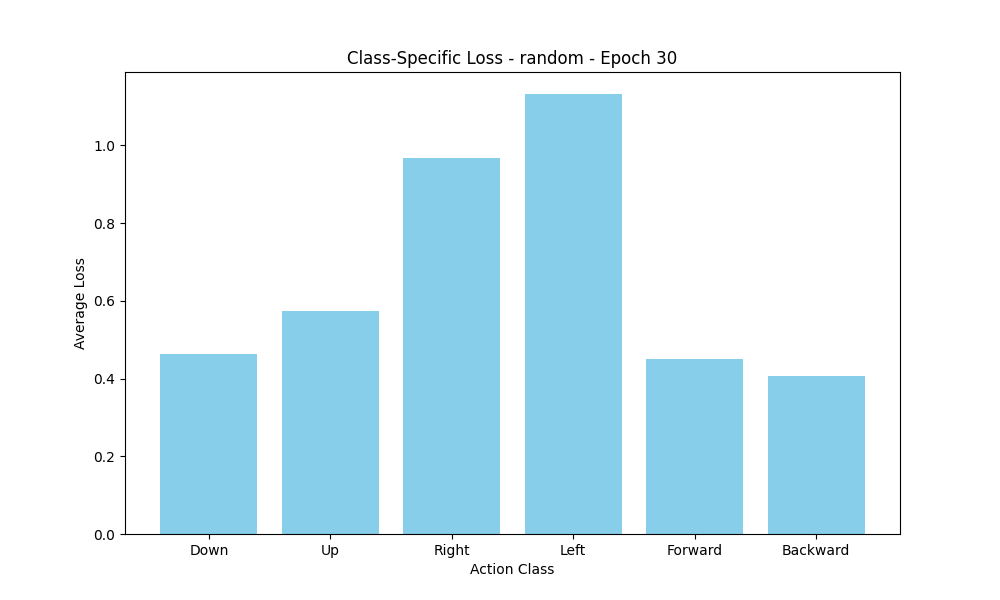 Class-Specific Loss - random - Epoch 30
1.0
0.8
0.6
0.4
0.2
0.0
Average Loss
Down Up Right Left Forward Backward
Action Class